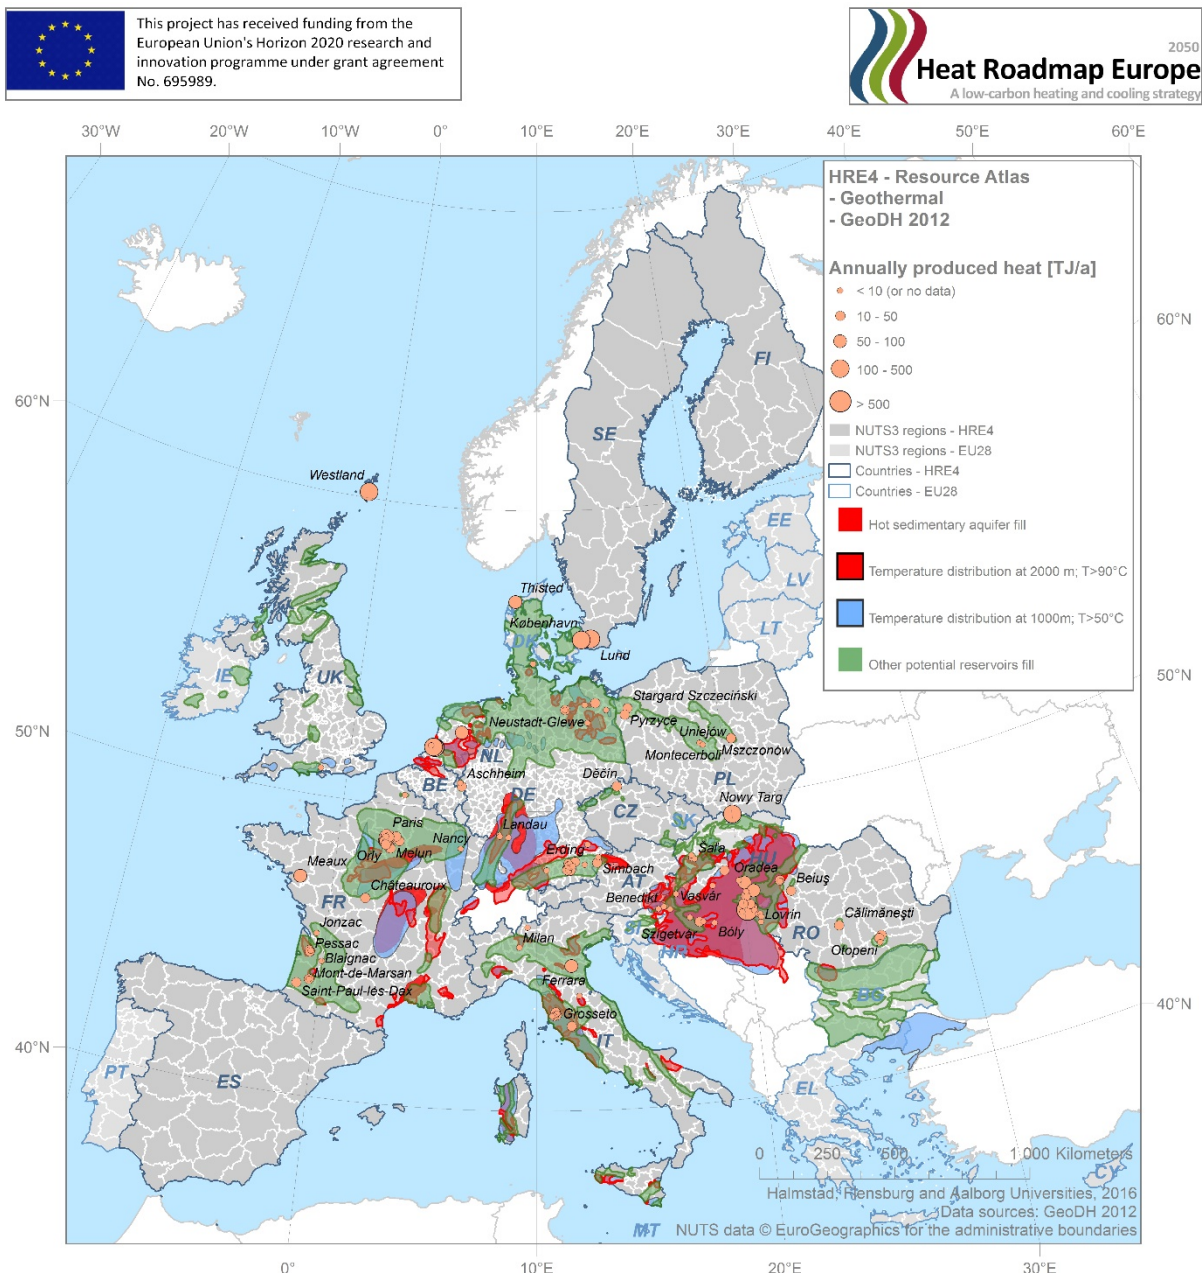 This project has received funding from the
European Union's Horizon 2020 research and
innovation programme under grant agreement
No. 695989.
2050
Heat Roadmap Europe
A low-carbon heating and cooling strategy
30°W
20°W
10°W
0°
10°E
20°E
30°E
40°E
50°E
60°E
HRE4 - Resource Atlas
- Geothermal
- GeoDH 2012
Annually produced heat [TJ/a]
< 10 (or no data)
10 - 50
50 - 100
100 - 500
> 500
NUTS3 regions - HRE4
NUTS3 regions - EU28
Countries - HRE4
Countries - EU28
Hot sedimentary aquifer fill
Temperature distribution at 2000 m; T>90°C
Temperature distribution at 1000m; T>50°C
Other potential reservoirs fill
60°N
60°N
FI
SE
Westland
EE
LV
LT
Thisted
København
DK
Lund
IE
UK
50°N
50°N
Stargard Szczeciński
Neustadt-Glewe
Pyrzyce
Uniejów
Mszczonów
Montecerboli
NL
BE
Aschheim
DE
Děčín
PL
CZ
Nowy Targ
SK
Paris
Landau
Nancy
Meaux
Orly
Melun
Erding
Simbach
Sala
HU
Oradea
Beiuş
Châteauroux
FR
AT
Benedikt
Vasvár
Lovrin
Jonzac
Călimăneşti
Szigetvár
Bóly
RO
SI
HR
Otopeni
Pessac
Blaignac
Mont-de-Marsan
Saint-Paul-lès-Dax
Milan
Ferrara
BG
Grosseto
IT
40°N
40°N
PT
ES
EL
CY
MT
0
250
500
1 000 Kilometers
Halmstad, Flensburg and Aalborg Universities, 2016
Data sources: GeoDH 2012
NUTS data © EuroGeographics for the administrative boundaries
0°
10°E
20°E
30°E